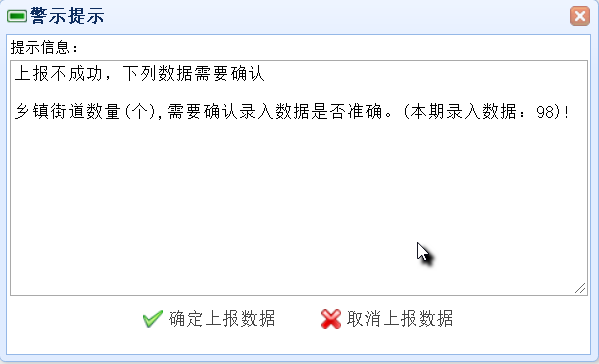 警示提示
提示信息：
上报不成功，下列数据需要确认
乡镇街道数量(个),需要确认录入数据是否准确。(本期录入数据：98)!
确定上报数据
取消上报数据